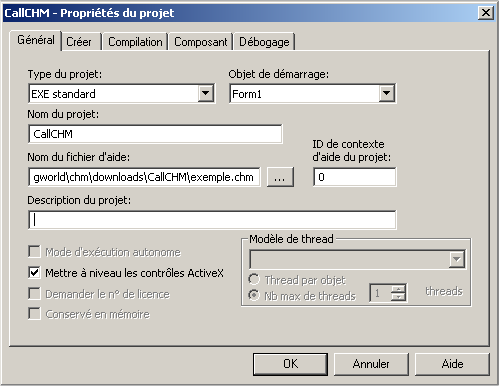 CallCHM - Propriétés du projet
Général Créer Compilation Composant Débogage
Type du projet: Objet de démarrage:
EXE standard Form1
Nom du projet:
CallCHM
Nom du fichier d'aide: ID de contexte
d'aide du projet:
gworld\chm\downloads\CallCHM\exemple.chm ... 0
Description du projet:
Mode d'exécution autonome
Mettre à niveau les contrôles ActiveX
Demander le n° de licence
Conservé en mémoire
Modèle de thread
Thread par objet
Nb max de threads 1 threads
OK Annuler Aide